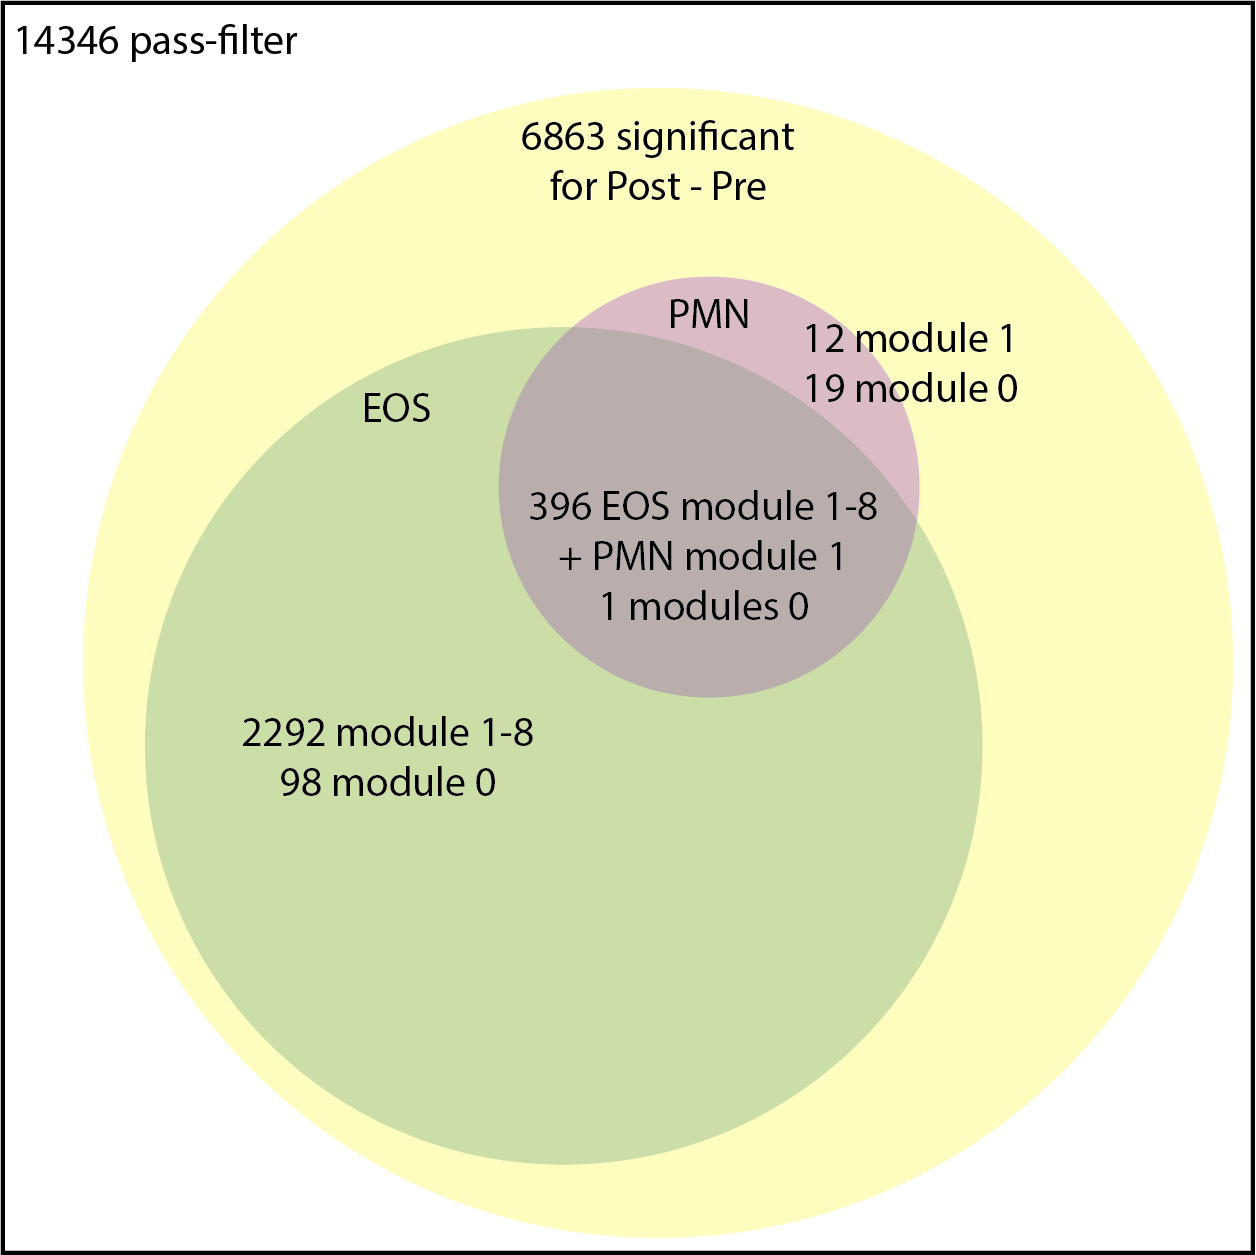 14346 pass-filter
6863 significant
for Post - Pre
PMN
12 module 1
19 module 0
EOS
396 EOS module 1-8
+ PMN module 1
1 modules 0
2292 module 1-8
98 module 0